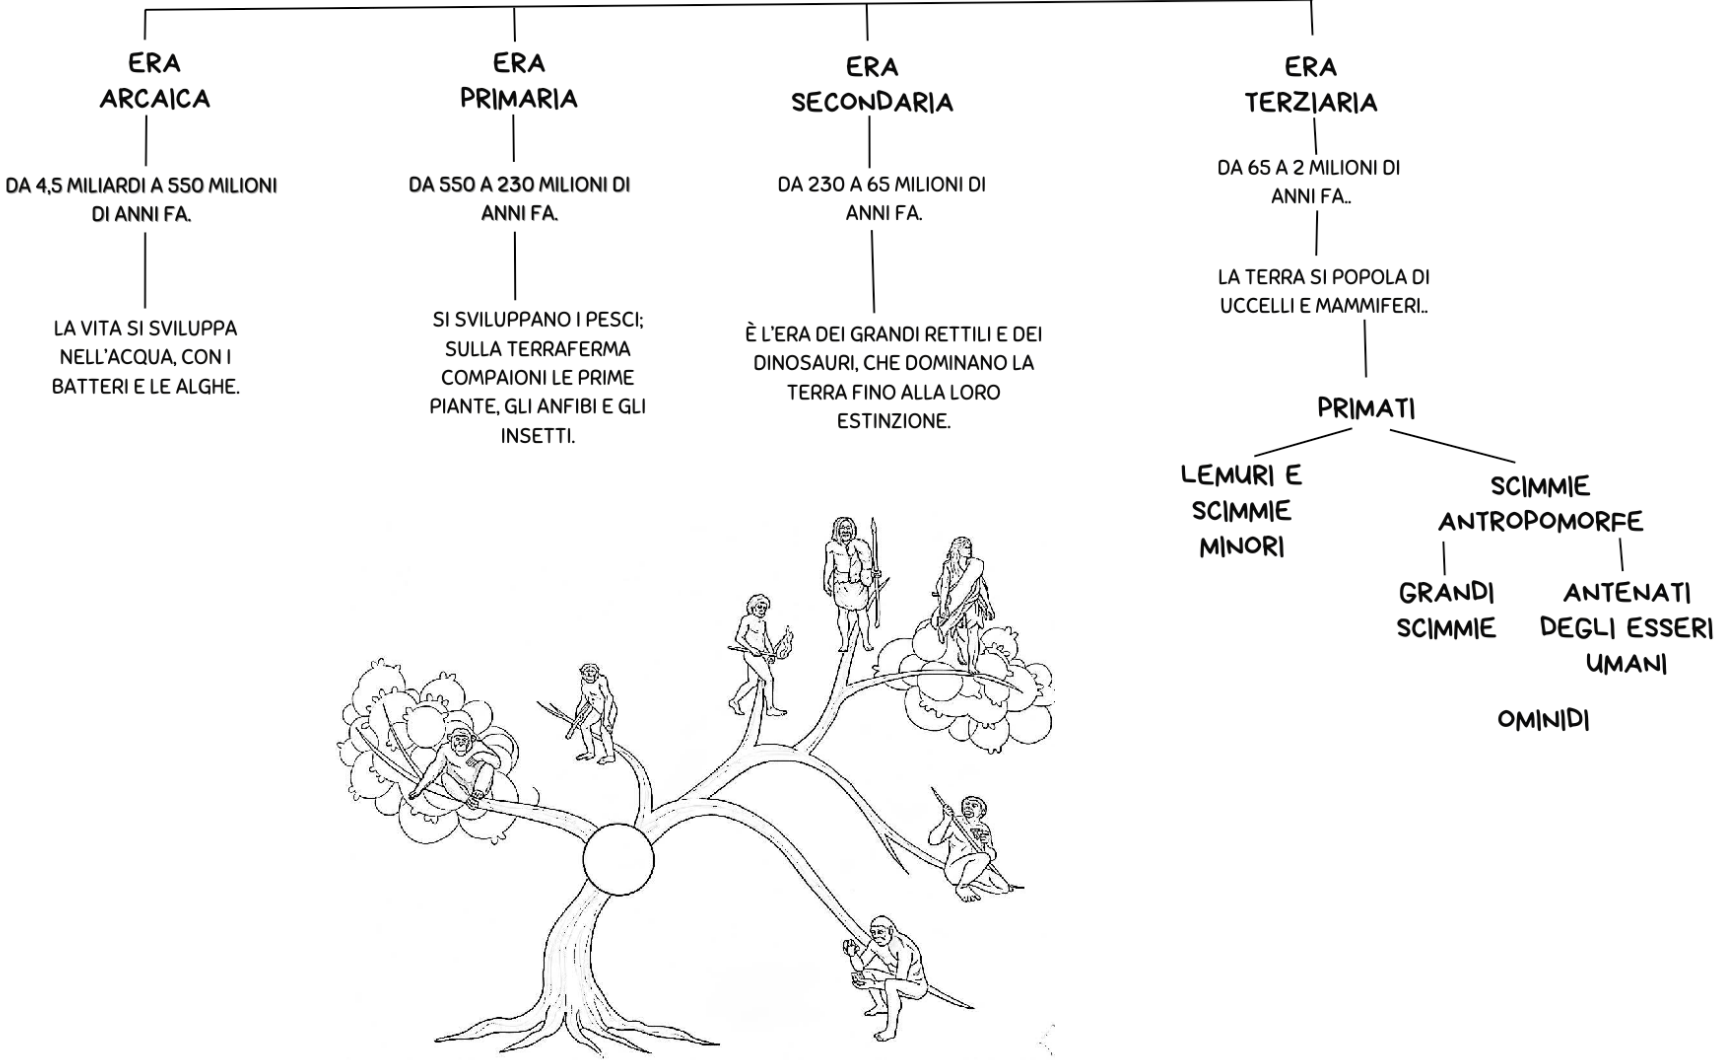 ERA
ARCAICA
DA 4,5 MILIARDI A 550 MILIONI
DI ANNI FA.
LA VITA SI SVILUPPA
NELL'ACQUA, CON I
BATTERI E LE ALGHE.
ERA
PRIMARIA
DA 550 A 230 MILIONI DI
ANNI FA.
SI SVILUPPANO I PESCI;
SULLA TERRAFERMA
COMPAIONI LE PRIME
PIANTE, GLI ANFIBI E GLI
INSETTI.
ERA
SECONDARIA
DA 230 A 65 MILIONI DI
ANNI FA.
È L'ERA DEI GRANDI RETTILI E DEI
DINOSAURI, CHE DOMINANO LA
TERRA FINO ALLA LORO
ESTINZIONE.
ERA
TERZIARIA
DA 65 A 2 MILIONI DI
ANNI FA..
LA TERRA SI POPOLA DI
UCCELLI E MAMMIFERI..
PRIMATI
LEMURI E
SCIMMIE
MINORI
SCIMMIE
ANTROPOMORFE
GRANDI
SCIMMIE
ANTENATI
DEGLI ESSERI
UMANI
OMINIDI